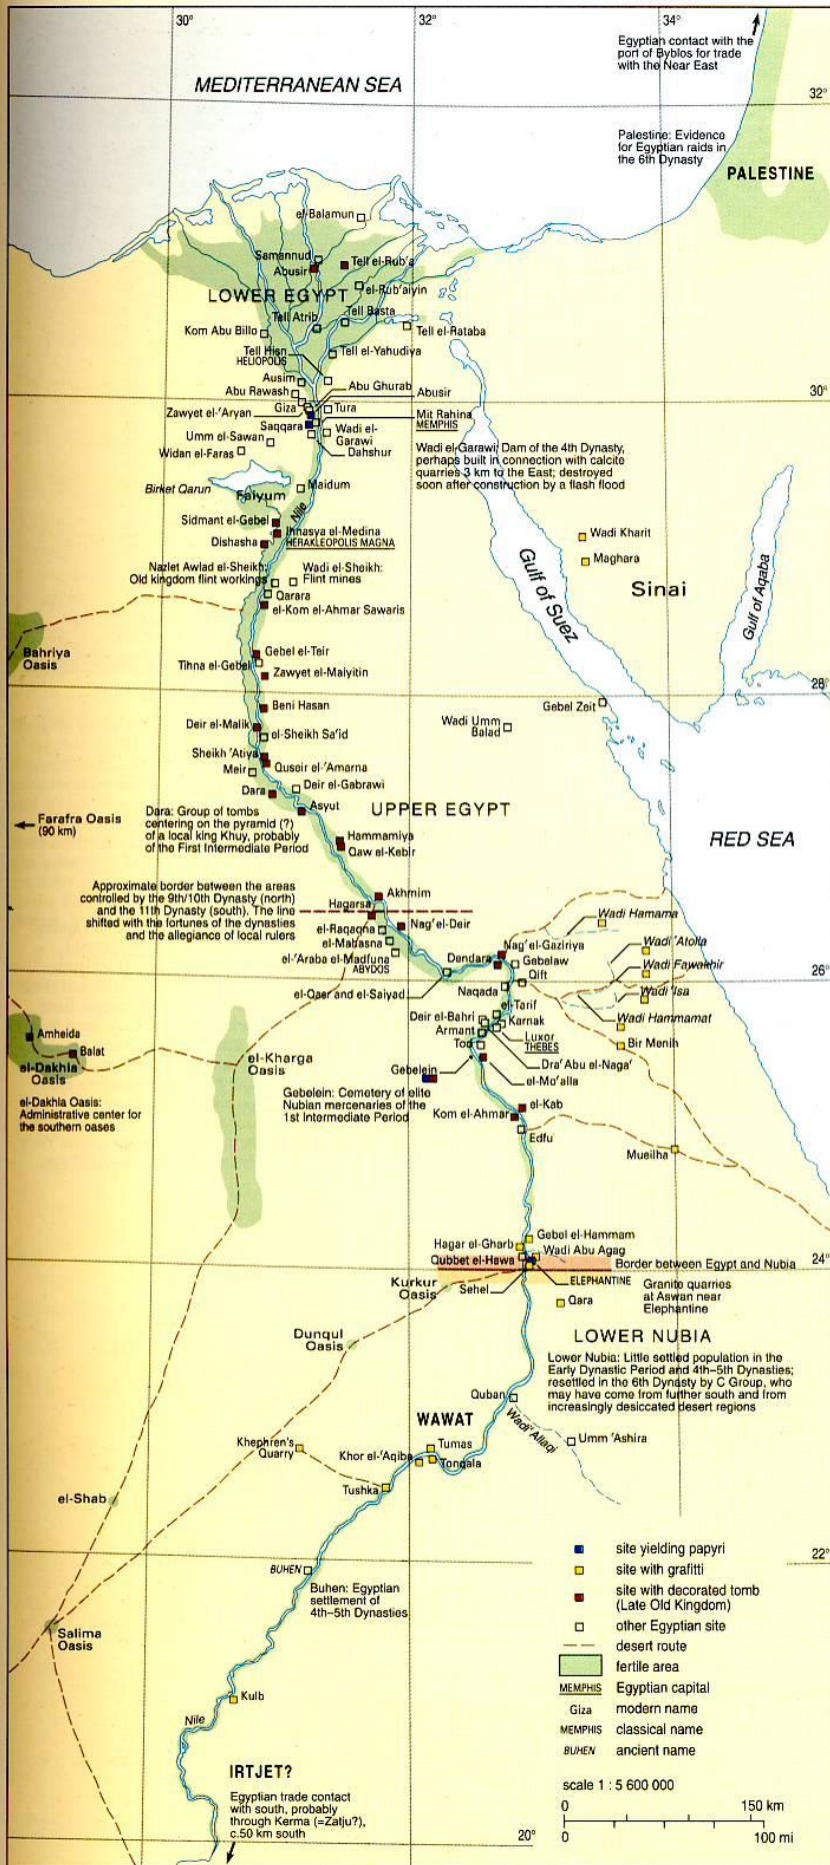 30°
32°
34°
Egyptian contact with the
port of Byblos for trade
with the Near East
MEDITERRANEAN SEA
32°
Palestine: Evidence
for Egyptian raids in
the 6th Dynasty
PALESTINE
el-Balamun
Samannud
Abusir
Tell el-Rub'a
el-Rub'aiyin
LOWER EGYPT
Tell Atrib
Tell Basta
Kom Abu Billo
Tell el-Rataba
Tell Hisn
HELIOPOLIS
Tell el-Yahudiya
Ausim
Abu Rawash
Abu Ghurab
Abusir
30°
Giza
Tura
Zawyet el-'Aryan
Mit Rahina
MEMPHIS
Saqqara
Wadi el-
Garawi
Umm el-Sawan
Dahshur
Widan el-Faras
Wadi el-Garawi: Dam of the 4th Dynasty,
perhaps built in connection with calcite
quarries 3 km to the East; destroyed
soon after construction by a flash flood
Birket Qarun
Maidum
Faiyum
Nile
Sidmant el-Gebel
Ihnasya el-Medina
HERAKLEOPOLIS MAGNA
Dishasha
Wadi Kharit
Maghara
Sinai
Gulf of Suez
Gulf of Aqaba
Nazlet Awlad el-Sheikh:
Old kingdom flint workings
Wadi el-Sheikh:
Flint mines
Qarara
el-Kom el-Ahmar Sawaris
Bahriya
Oasis
Gebel el-Teir
Tihna el-Gebel
Zawyet el-Maiyitin
28°
Beni Hasan
Gebel Zeit
Deir el-Malik
el-Sheikh Sa'id
Wadi Umm
Balad
Sheikh 'Atiya
Quseir el-'Amarna
Meir
Deir el-Gabrawi
Dara
Asyut
UPPER EGYPT
Farafra Oasis
(90 km)
Dara: Group of tombs
centering on the pyramid (?)
of a local king Khuy, probably
of the First Intermediate Period
Hammamiya
Qaw el-Kebir
RED SEA
Approximate border between the areas
controlled by the 9th/10th Dynasty (north)
and the 11th Dynasty (south). The line
shifted with the fortunes of the dynasties
and the allegiance of local rulers
Akhmim
Hagarsa
Nag' el-Deir
el-Raqaqna
el-Mahasna
el-'Araba el-Madfuna
ABYDOS
Wadi Hamama
Nag' el-Gaziriya
Dendara
Gebelaw
Wadi 'Atolla
Wadi Fawakhir
26°
el-Qasr and el-Saiyad
Qift
Wadi 'Isa
Naqada
Wadi Hammamat
el-Tarif
Deir el-Bahri
Karnak
Armant
Luxor
THEBES
Bir Menih
Amheida
Balat
el-Dakhla
Oasis
el-Kharga
Oasis
Tod
Dra' Abu el-Naga'
Gebelein
el-Mo'alla
el-Dakhla Oasis:
Administrative center for
the southern oases
Gebelein: Cemetery of elite
Nubian mercenaries of the
1st Intermediate Period
el-Kab
Kom el-Ahmar
Edfu
Mueilha
Gebel el-Hammam
Hagar el-Gharb
Wadi Abu Agag
Qubbet el-Hawa
Border between Egypt and Nubia
24°
ELEPHANTINE
Kurkur
Oasis
Sehel
Granite quarries
at Aswan near
Elephantine
Qara
Dunqul
Oasis
LOWER NUBIA
Lower Nubia: Little settled population in the
Early Dynastic Period and 4th–5th Dynasties;
resettled in the 6th Dynasty by C Group, who
may have come from further south and from
increasingly desiccated desert regions
Quban
WAWAT
Wadi 'Allaqi
Umm 'Ashira
Khephren's
Quarry
Tumas
Khor el-'Aqiba
Tonqala
Tushka
el-Shab
site yielding papyri
22°
site with grafitti
BUHEN
site with decorated tomb
(Late Old Kingdom)
Buhen: Egyptian
settlement of
4th–5th Dynasties
other Egyptian site
Salima
Oasis
desert route
fertile area
MEMPHIS Egyptian capital
Kulb
Giza modern name
Nile
MEMPHIS classical name
BUHEN ancient name
IRTJET?
scale 1 : 5 600 000
Egyptian trade contact
with south, probably
through Kerma (=Zatju?),
c.50 km south
0 150 km
20°
0 100 mi